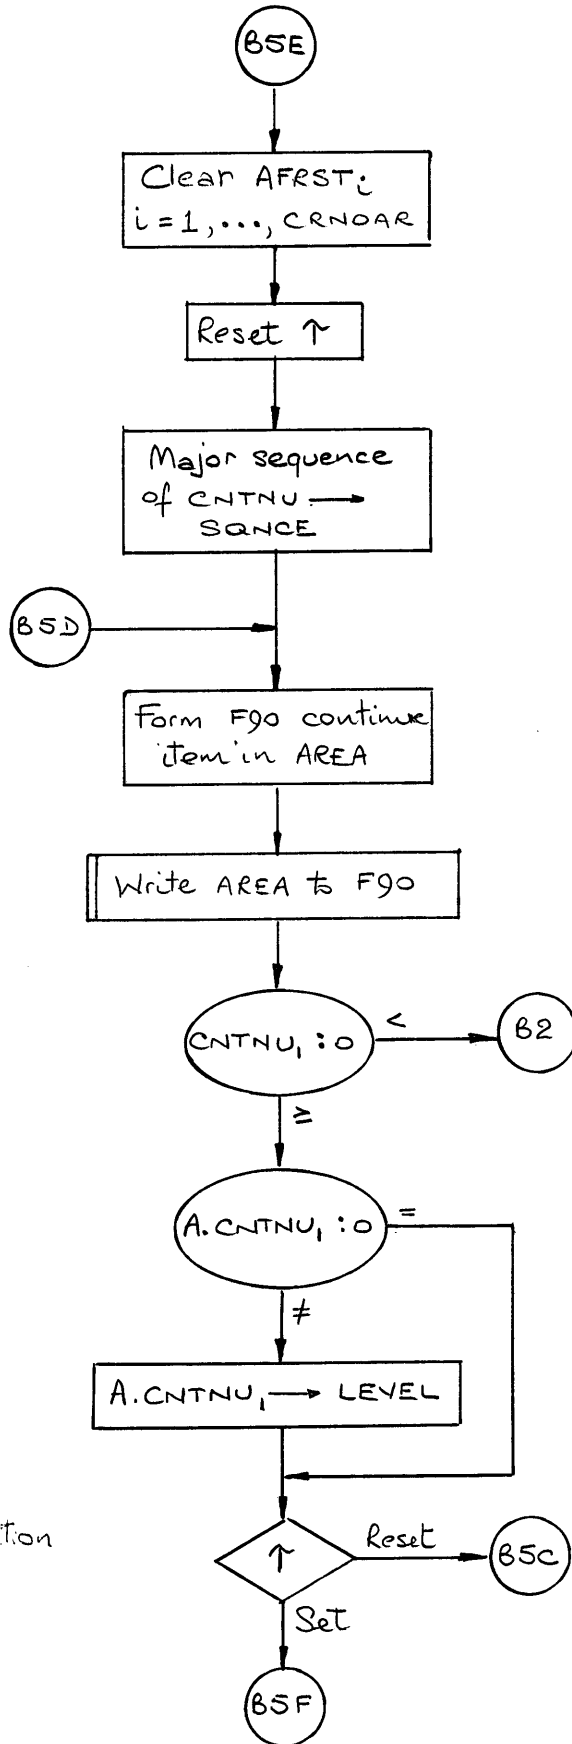 B5E
Clear AFRSTi
i = 1, ..., CRNOAR
Reset ↑
Major sequence
of CNTNU →
SQNCE
B5D
Form F90 continue
item in AREA
Write AREA to F90
CNTNU₁ : 0
<
B2
≥
A.CNTNU₁ : 0
=
≠
A.CNTNU₁ → LEVEL
↑
Reset
B5C
Set
B5F